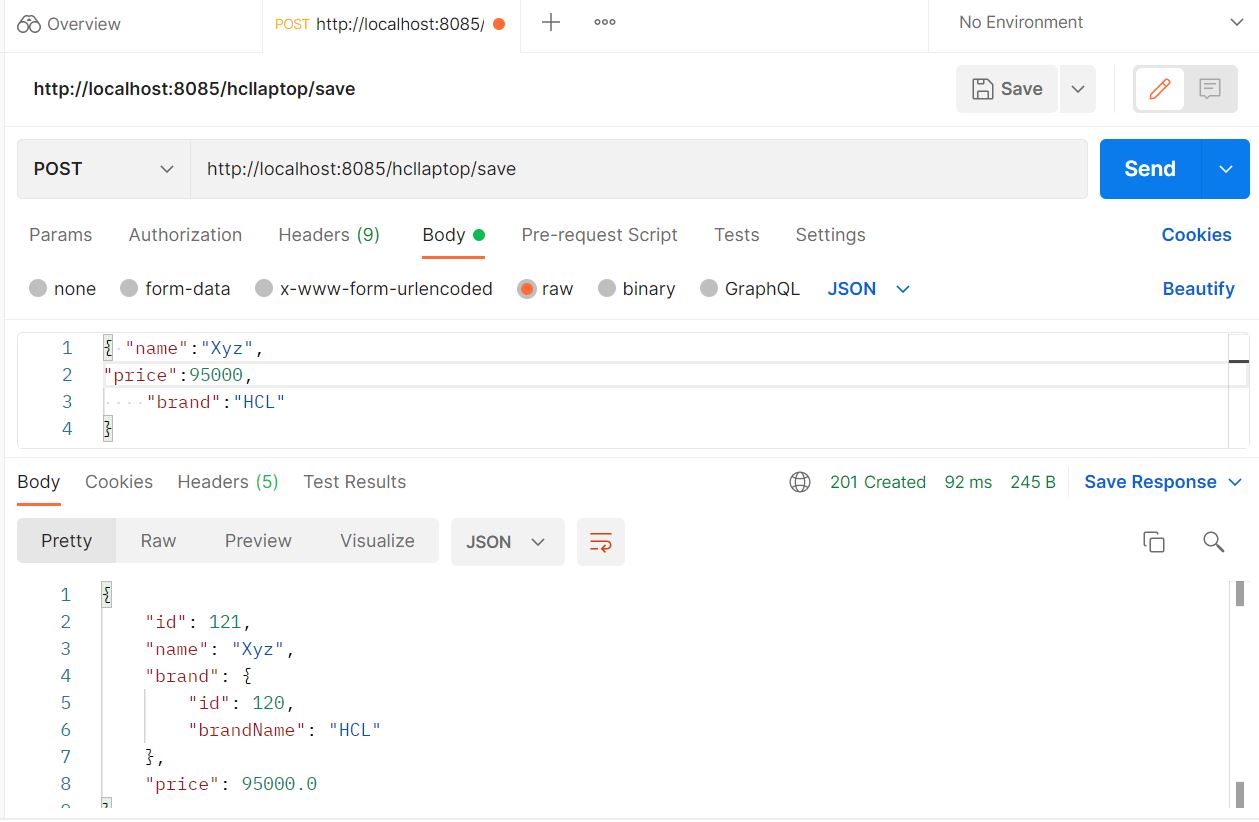 Overview
POST http://localhost:8085/
No Environment
http://localhost:8085/hcllaptop/save
Save
POST
http://localhost:8085/hcllaptop/save
Send
Params Authorization Headers (9) Body Pre-request Script Tests Settings Cookies
none form-data x-www-form-urlencoded raw binary GraphQL JSON Beautify
1 { "name":"Xyz",
2 "price":95000,
3 "brand":"HCL"
4 }
Body Cookies Headers (5) Test Results 201 Created 92 ms 245 B Save Response
Pretty Raw Preview Visualize JSON
1 {
2 "id": 121,
3 "name": "Xyz",
4 "brand": {
5 "id": 120,
6 "brandName": "HCL"
7 },
8 "price": 95000.0